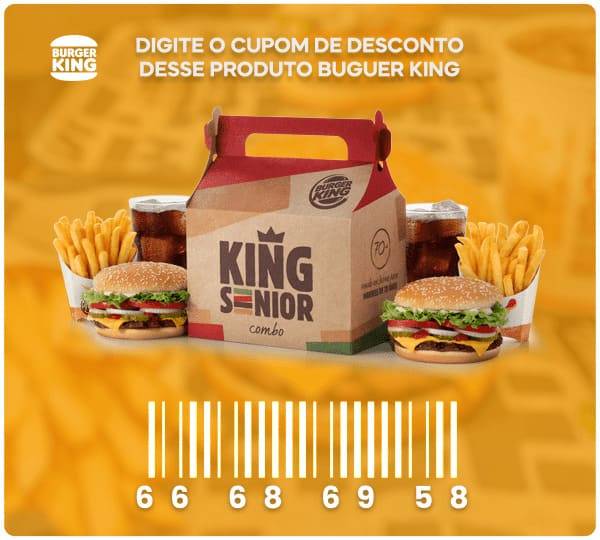 BURGER
KING
DIGITE O CUPOM DE DESCONTO
DESSE PRODUTO BUGUER KING
BURGER
KING
70+
KING
SENIOR
combo
66 68 69 58